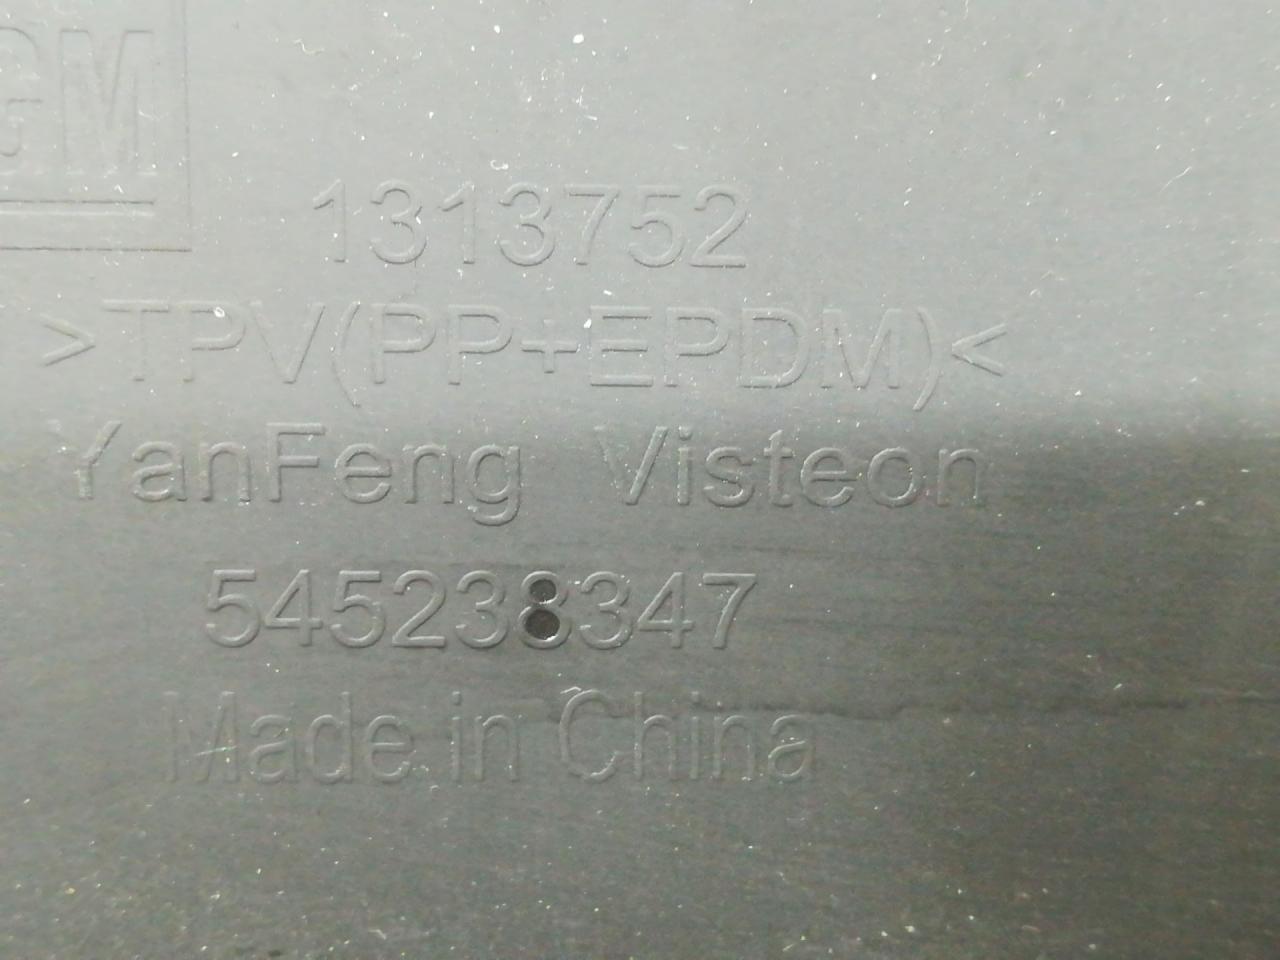 GM
1313752
>TPV(PP+EPDM)<
YanFeng Visteon
545238347
Made in China